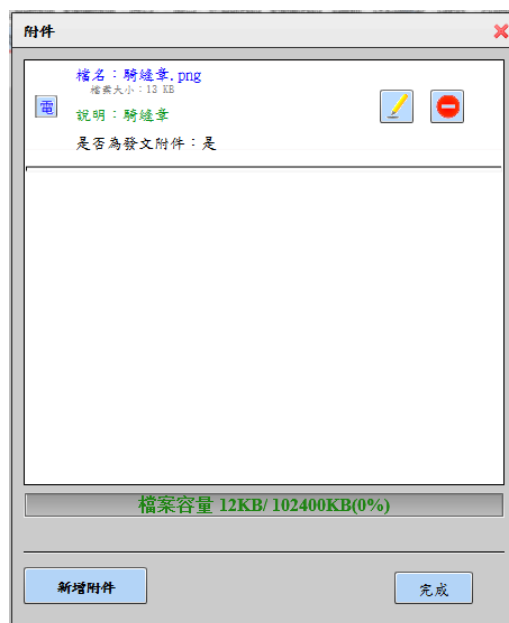 附件
檔名：騎縫章.png
檔案大小：13 KB
電
說明：騎縫章
是否為發文附件：是
檔案容量 12KB/ 102400KB(0%)
新增附件
完成